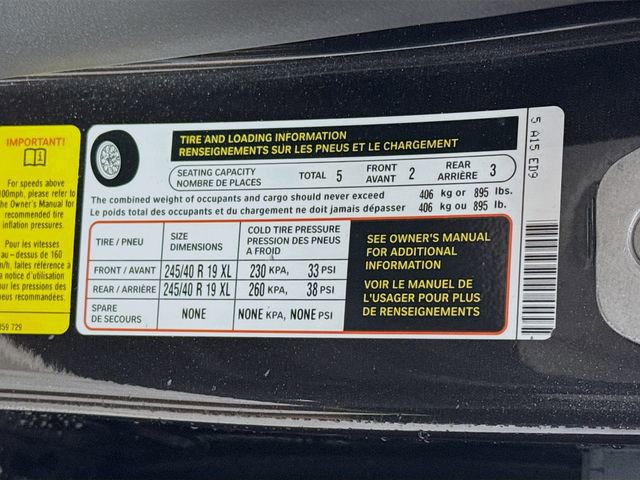 IMPORTANT!
For speeds above
100mph, please refer to
the Owner's Manual for
recommended tire
inflation pressures.
Pour les vitesses
au – dessus de 160
km/h, faites référence à
la notice d'utilisation
pour les pressions des
pneus recommandées.
859 729
TIRE AND LOADING INFORMATION
RENSEIGNEMENTS SUR LES PNEUS ET LE CHARGEMENT
SEATING CAPACITY
NOMBRE DE PLACES
TOTAL 5
FRONT
AVANT 2
REAR
ARRIÈRE 3
The combined weight of occupants and cargo should never exceed 406 kg or 895 lbs.
Le poids total des occupants et du chargement ne doit jamais dépasser 406 kg ou 895 lb.
TIRE / PNEU
SIZE
DIMENSIONS
COLD TIRE PRESSURE
PRESSION DES PNEUS
A FROID
FRONT / AVANT 245/40 R 19 XL 230 KPA, 33 PSI
REAR / ARRIÈRE 245/40 R 19 XL 260 KPA, 38 PSI
SPARE
DE SECOURS
NONE
NONE KPA, NONE PSI
SEE OWNER'S MANUAL
FOR ADDITIONAL
INFORMATION
VOIR LE MANUEL DE
L'USAGER POUR PLUS
DE RENSEIGNEMENTS
5 A15 ED9